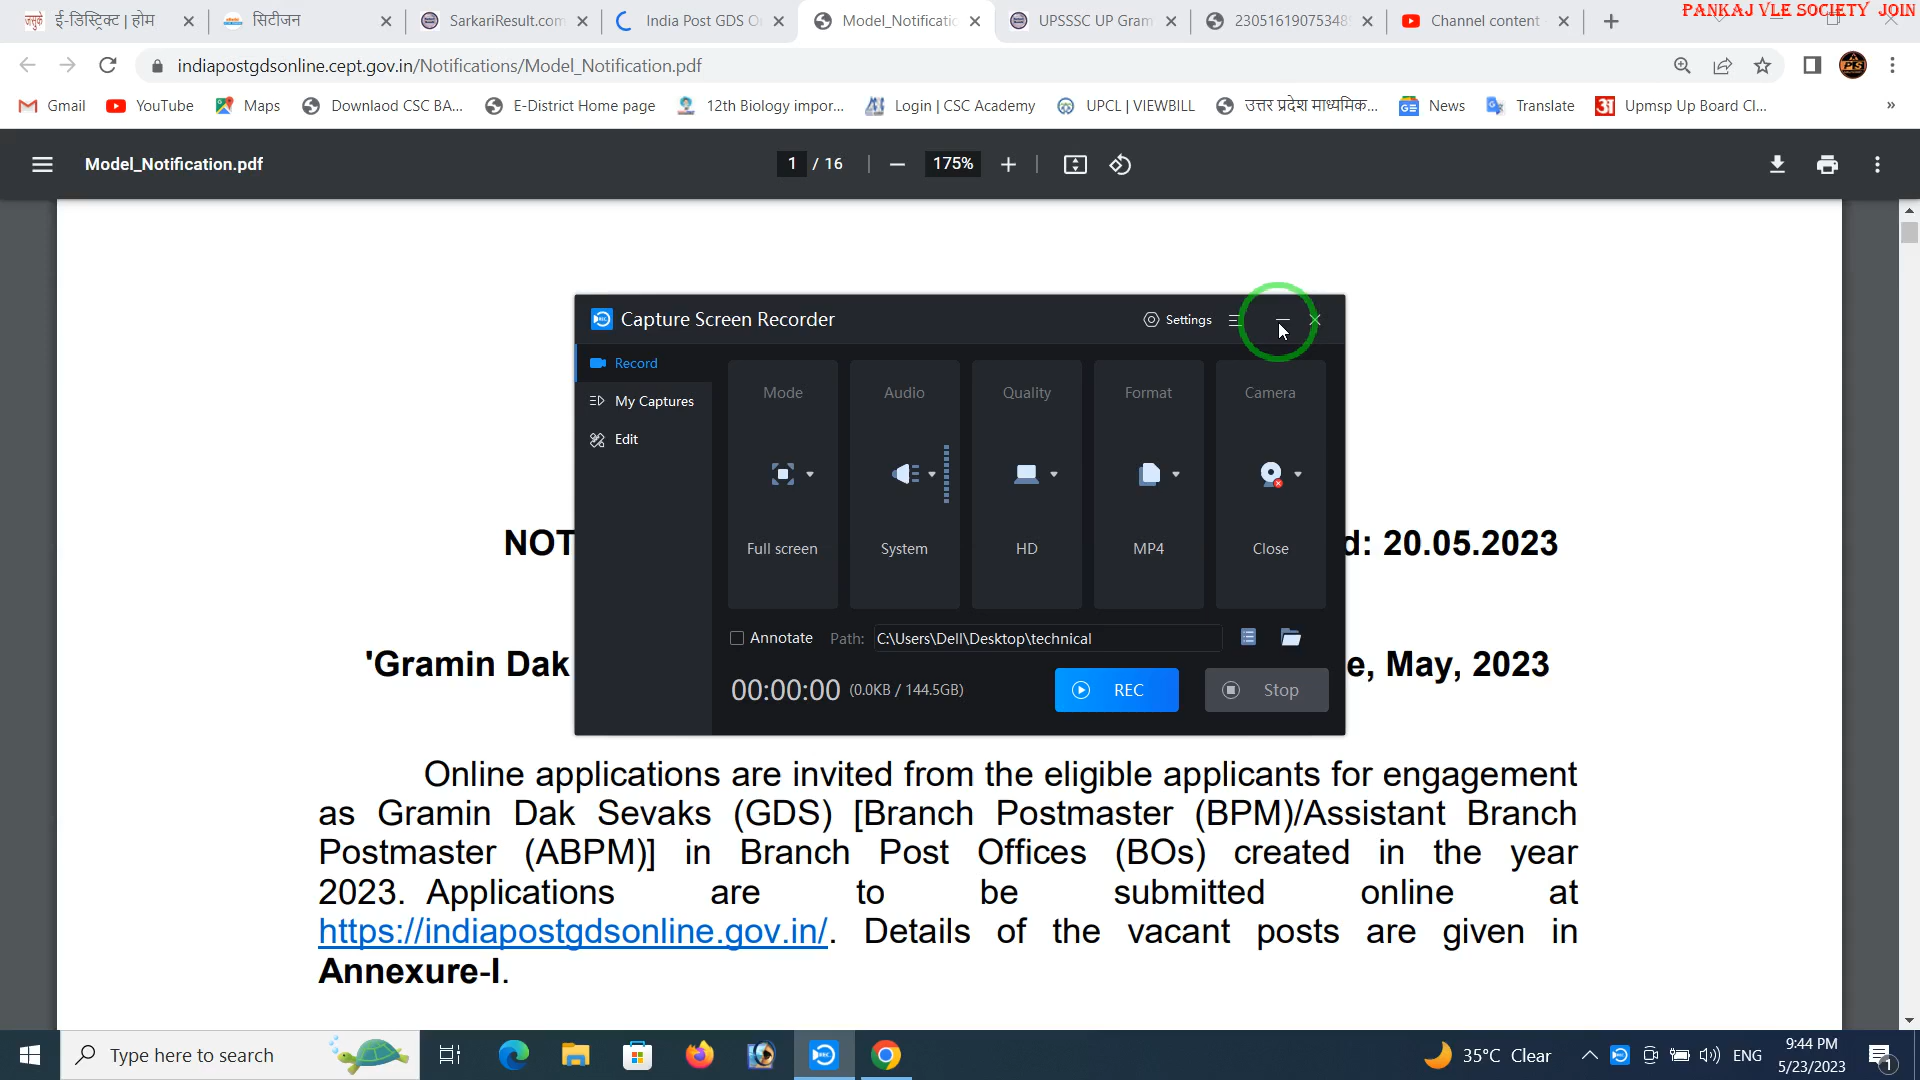 ई-डिस्ट्रिक्ट | होम
सिटीजन
SarkariResult.com
India Post GDS O
Model_Notificatio
UPSSSC UP Gram
2305161907534
Channel content
PANKAJ VLE SOCIETY JOIN
indiapostgdsonline.cept.gov.in/Notifications/Model_Notification.pdf
Gmail
YouTube
Maps
Downlaod CSC BA...
E-District Home page
12th Biology impor...
Login | CSC Academy
UPCL | VIEWBILL
उत्तर प्रदेश माध्यमिक...
News
Translate
Upmsp Up Board Cl...
»
Model_Notification.pdf
1 / 16
175%
Capture Screen Recorder
Settings
Record
My Captures
Edit
Mode
Audio
Quality
Format
Camera
Full screen
System
HD
MP4
Close
Annotate
Path: C:\Users\Dell\Desktop\technical
00:00:00 (0.0KB / 144.5GB)
REC
Stop
NOT
d: 20.05.2023
'Gramin Dak
e, May, 2023
Online applications are invited from the eligible applicants for engagement
as Gramin Dak Sevaks (GDS) [Branch Postmaster (BPM)/Assistant Branch
Postmaster (ABPM)] in Branch Post Offices (BOs) created in the year
2023. Applications are to be submitted online at
https://indiapostgdsonline.gov.in/. Details of the vacant posts are given in
Annexure-I.
Type here to search
35°C Clear
ENG
9:44 PM
5/23/2023
1